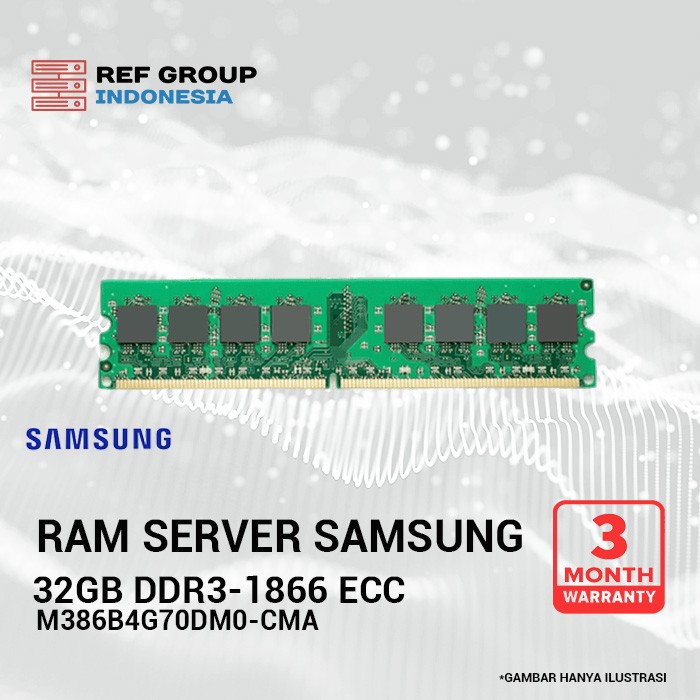 REF GROUP
INDONESIA
SAMSUNG
RAM SERVER SAMSUNG
32GB DDR3-1866 ECC
M386B4G70DM0-CMA
3
MONTH
WARRANTY
*GAMBAR HANYA ILUSTRASI